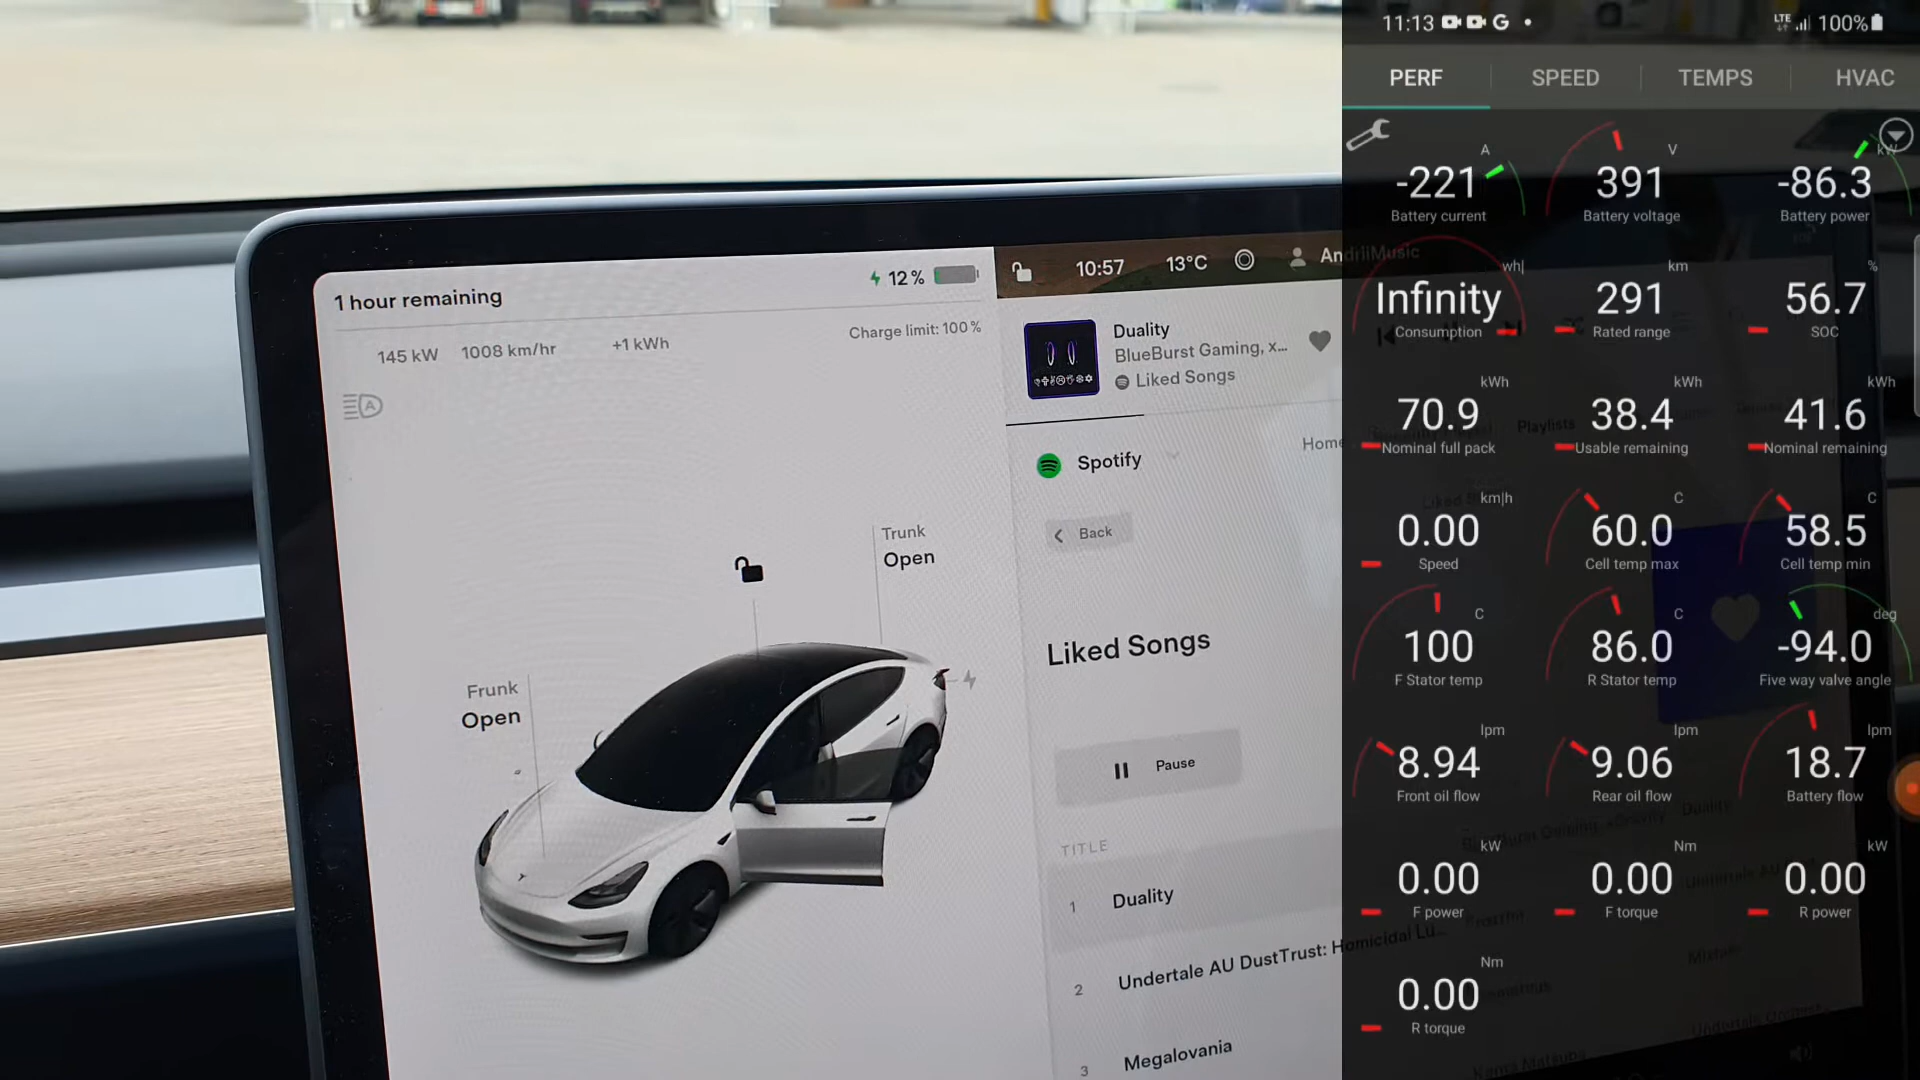 1 hour remaining
12 %
145 kW
1008 km/hr
+1 kWh
Charge limit: 100 %
A
Trunk
Open
Frunk
Open
10:57
13°C
AndrliMusic
Duality
BlueBurst Gaming, x...
Liked Songs
Home
Playlists
Spotify
Back
Liked Songs
Pause
TITLE
1
Duality
2
Undertale AU DustTrust: Homicidal Lu...
3
Megalovania
11:13
G
LTE
100%
PERF
SPEED
TEMPS
HVAC
A
-221
Battery current
V
391
Battery voltage
kW
-86.3
Battery power
wh|
Infinity
Consumption
km
291
Rated range
%
56.7
SOC
kWh
70.9
Nominal full pack
kWh
38.4
Usable remaining
kWh
41.6
Nominal remaining
km|h
0.00
Speed
C
60.0
Cell temp max
C
58.5
Cell temp min
C
100
F Stator temp
C
86.0
R Stator temp
deg
-94.0
Five way valve angle
lpm
8.94
Front oil flow
lpm
9.06
Rear oil flow
lpm
18.7
Battery flow
kW
0.00
F power
Nm
0.00
F torque
kW
0.00
R power
Nm
0.00
R torque